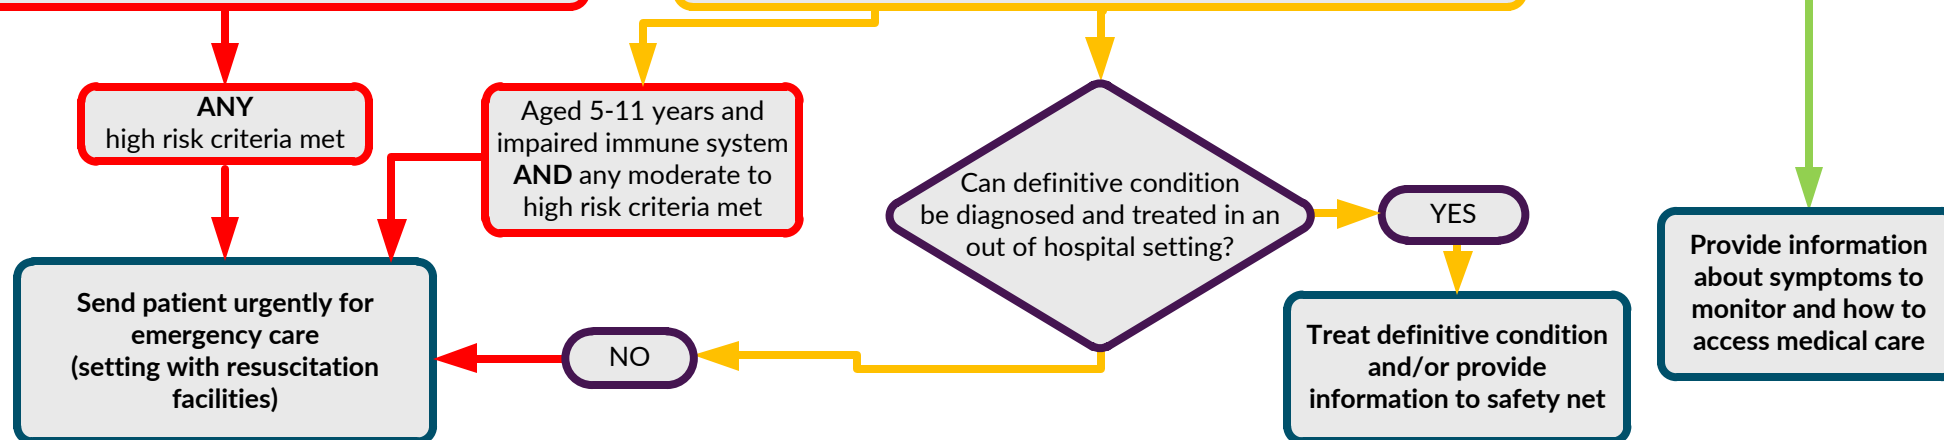 ANY
high risk criteria met
Aged 5-11 years and
impaired immune system
AND any moderate to
high risk criteria met
Can definitive condition
be diagnosed and treated in an
out of hospital setting?
YES
Provide information
about symptoms to
monitor and how to
access medical care
Send patient urgently for
emergency care
(setting with resuscitation
facilities)
NO
Treat definitive condition
and/or provide
information to safety net